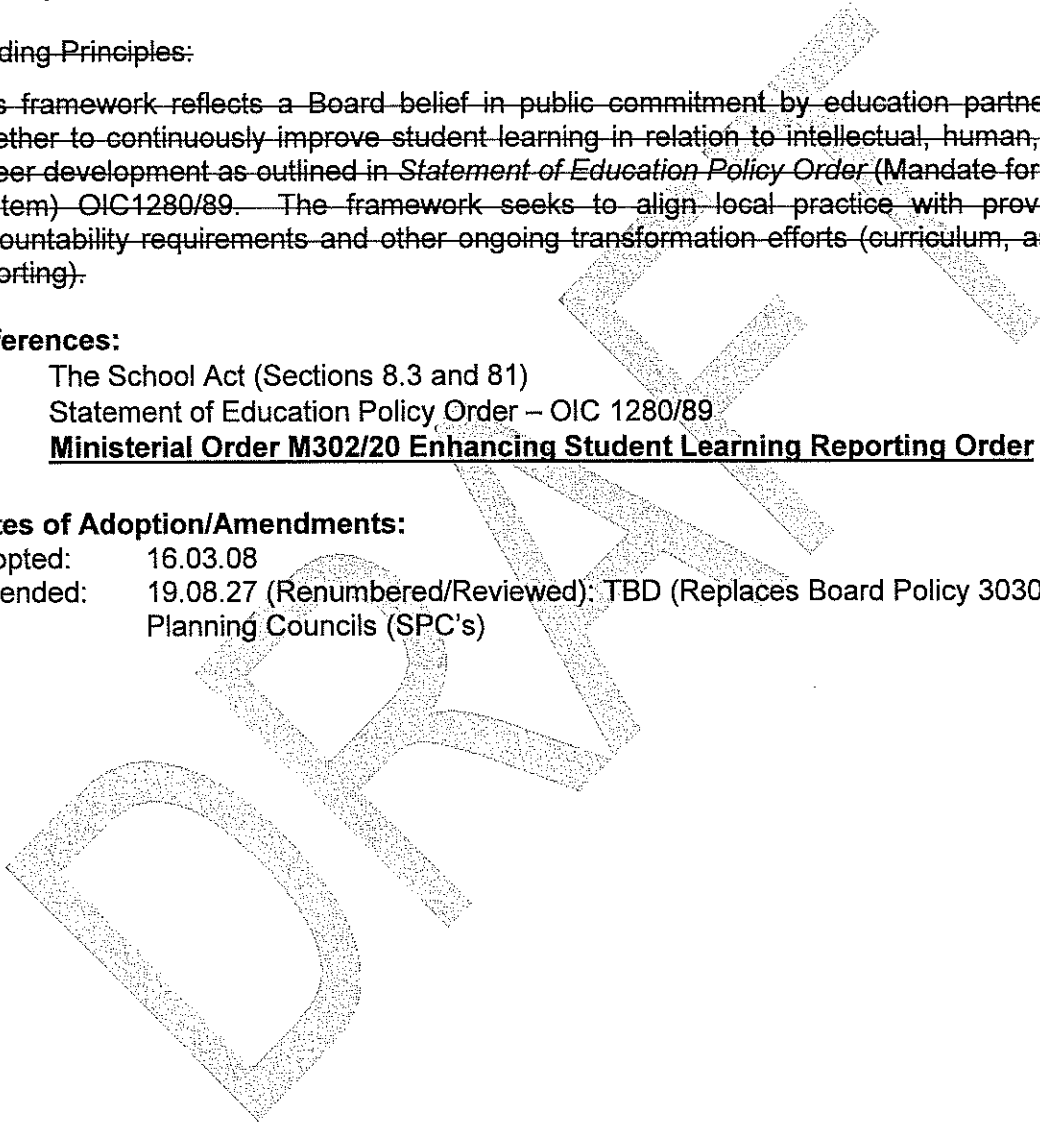 ding Principles:
s framework reflects a Board belief in public commitment by education partne
ether to continuously improve student learning in relation to intellectual, human,
eer development as outlined in Statement of Education Policy Order (Mandate for
tem) OIC1280/89. The framework seeks to align local practice with prov
ountability requirements and other ongoing transformation efforts (curriculum, a
orting).
ferences:
The School Act (Sections 8.3 and 81)
Statement of Education Policy Order – OIC 1280/89
Ministerial Order M302/20 Enhancing Student Learning Reporting Order
tes of Adoption/Amendments:
opted: 16.03.08
ended: 19.08.27 (Renumbered/Reviewed); TBD (Replaces Board Policy 3030
Planning Councils (SPC's)
DRAFT